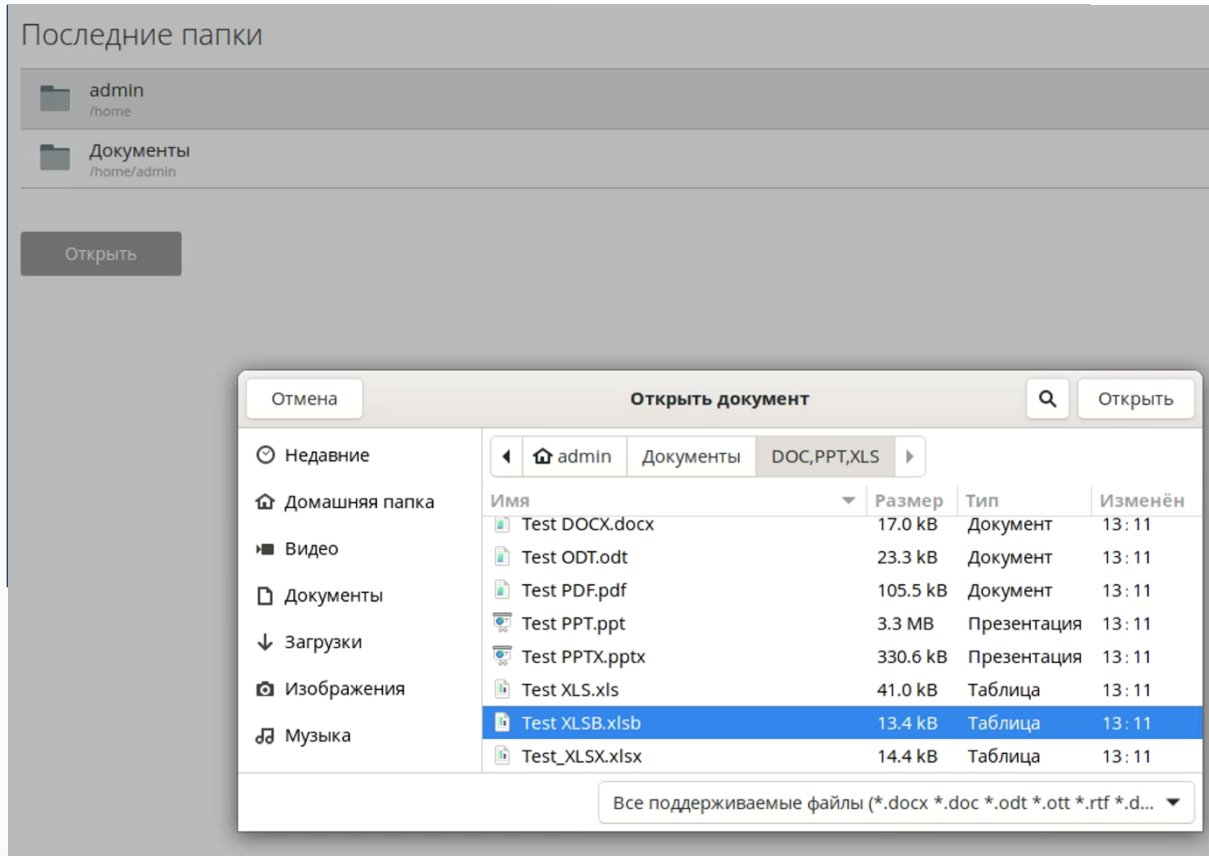 Последние папки
admin
/home
Документы
/home/admin
Открыть
Отмена Открыть документ Открыть
Недавние
Домашняя папка
Видео
Документы
Загрузки
Изображения
Музыка
admin Документы DOC,PPT,XLS
Имя Размер Тип Изменён
Test DOCX.docx 17.0 kB Документ 13:11
Test ODT.odt 23.3 kB Документ 13:11
Test PDF.pdf 105.5 kB Документ 13:11
Test PPT.ppt 3.3 MB Презентация 13:11
Test PPTX.pptx 330.6 kB Презентация 13:11
Test XLS.xls 41.0 kB Таблица 13:11
Test XLSB.xlsb 13.4 kB Таблица 13:11
Test_XLSX.xlsx 14.4 kB Таблица 13:11
Все поддерживаемые файлы (*.docx *.doc *.odt *.ott *.rtf *.d...